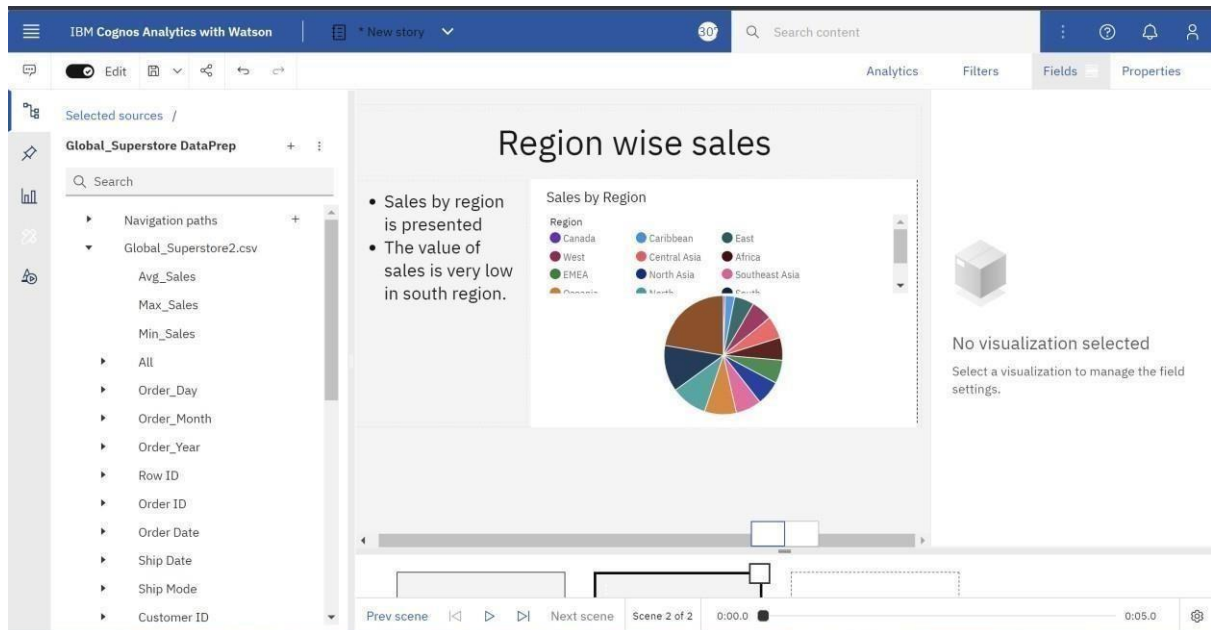 IBM Cognos Analytics with Watson
* New story
30
Search content
Edit
Analytics
Filters
Fields
Properties
Selected sources /
Global_Superstore DataPrep
Search
Navigation paths
Global_Superstore2.csv
Avg_Sales
Max_Sales
Min_Sales
All
Order_Day
Order_Month
Order_Year
Row ID
Order ID
Order Date
Ship Date
Ship Mode
Customer ID
Region wise sales
• Sales by region
is presented
• The value of
sales is very low
in south region.
Sales by Region
Region
Canada Caribbean East
West Central Asia Africa
EMEA North Asia Southeast Asia
Oceania North South
No visualization selected
Select a visualization to manage the field
settings.
Prev scene Next scene Scene 2 of 2 0:00.0 0:05.0